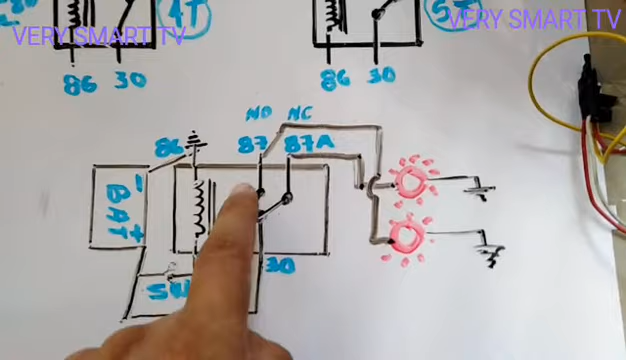 4T
5T
VERY SMART TV
VERY SMART TV
86 30
86 30
NO NC
86 87 87A
- BAT +
30
SW